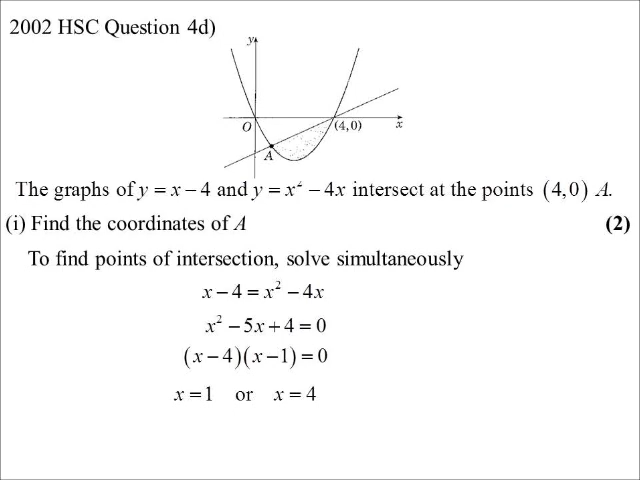 2002 HSC Question 4d)
y
O
(4,0)
x
A
The graphs of y = x − 4 and y = x² − 4x intersect at the points (4,0) A.
(i) Find the coordinates of A (2)
To find points of intersection, solve simultaneously
x − 4 = x² − 4x
x² − 5x + 4 = 0
(x − 4)(x − 1) = 0
x = 1 or x = 4